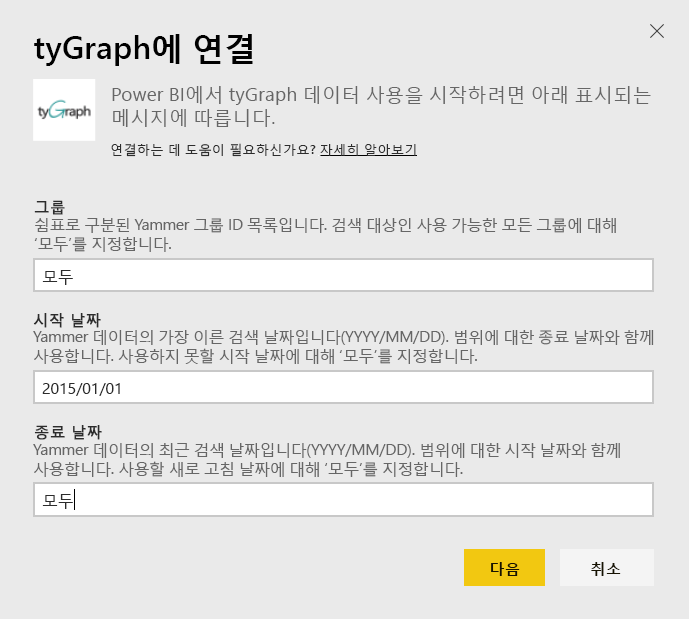 tyGraph에 연결
tyGraph
Power BI에서 tyGraph 데이터 사용을 시작하려면 아래 표시되는
메시지에 따릅니다.
연결하는 데 도움이 필요하신가요? 자세히 알아보기
그룹
쉼표로 구분된 Yammer 그룹 ID 목록입니다. 검색 대상인 사용 가능한 모든 그룹에 대해
‘모두’를 지정합니다.
모두
시작 날짜
Yammer 데이터의 가장 이른 검색 날짜입니다(YYYY/MM/DD). 범위에 대한 종료 날짜와 함께
사용합니다. 사용하지 못할 시작 날짜에 대해 ‘모두’를 지정합니다.
2015/01/01
종료 날짜
Yammer 데이터의 최근 검색 날짜입니다(YYYY/MM/DD). 범위에 대한 시작 날짜와 함께
사용합니다. 사용할 새로 고침 날짜에 대해 ‘모두’를 지정합니다.
모두
다음
취소